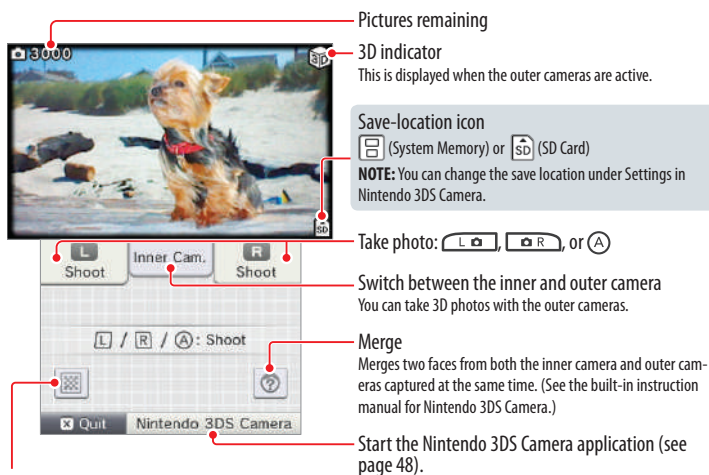 Pictures remaining
3000
3D indicator
3D
This is displayed when the outer cameras are active.
Save-location icon
(System Memory) or SD (SD Card)
NOTE: You can change the save location under Settings in
Nintendo 3DS Camera.
SD
Take photo: L, R, or A
L
Shoot
Inner Cam.
R
Shoot
Switch between the inner and outer camera
You can take 3D photos with the outer cameras.
L / R / A: Shoot
Merge
Merges two faces from both the inner camera and outer cam-
eras captured at the same time. (See the built-in instruction
manual for Nintendo 3DS Camera.)
?
X Quit
Nintendo 3DS Camera
Start the Nintendo 3DS Camera application (see
page 48).